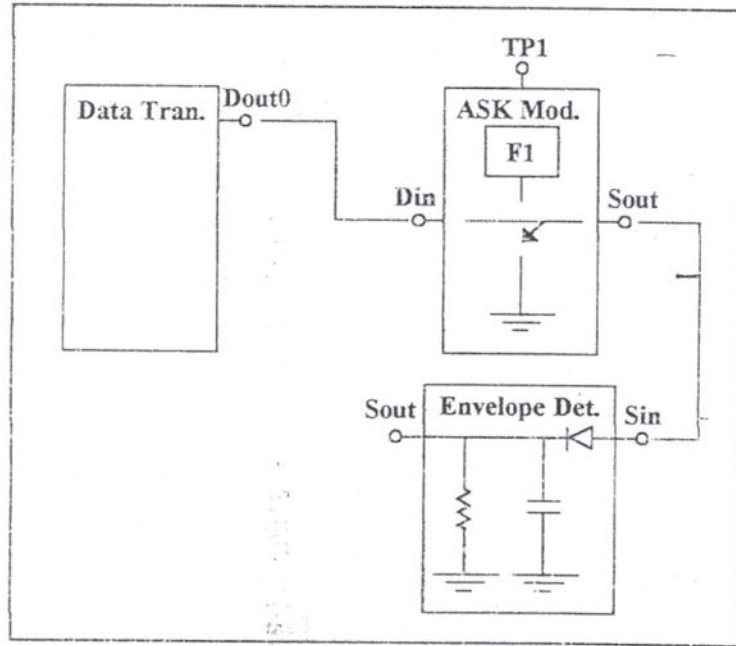 TP1
Data Tran.
Dout0
ASK Mod.
F1
Din
Sout
Sout
Envelope Det.
Sin